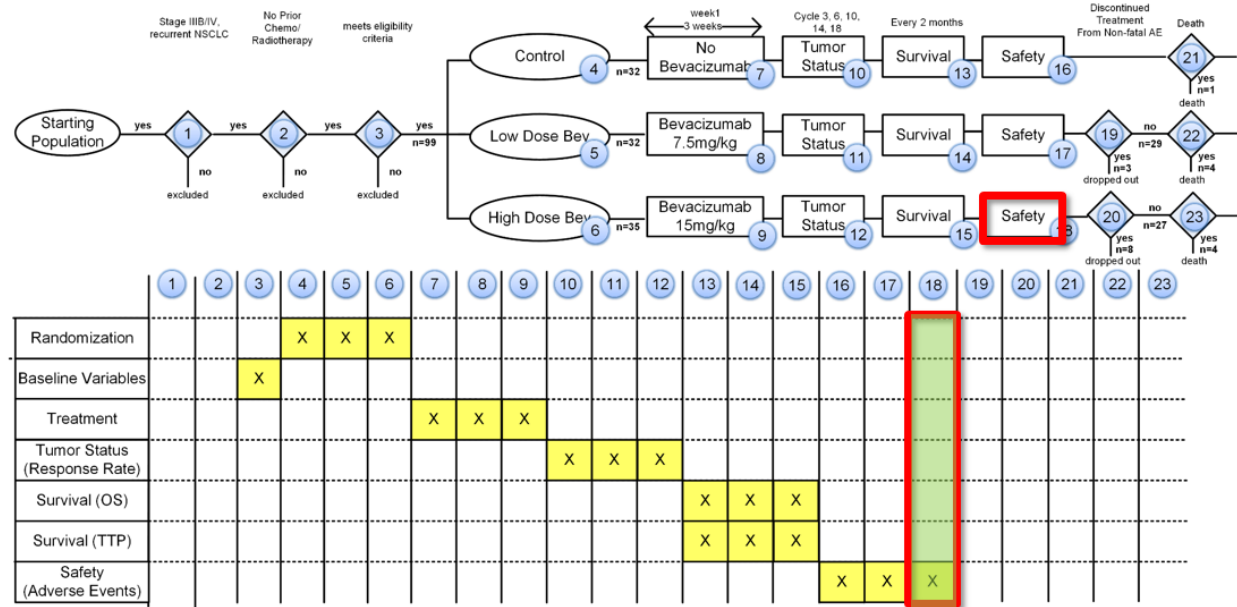 Stage IIIB/IV,
recurrent NSCLC
No Prior
Chemo/
Radiotherapy
meets eligibility
criteria
week1
3 weeks
Cycle 3, 6, 10,
14, 18
Every 2 months
Discontinued
Treatment
From Non-fatal AE
Death
Control
4
n=32
No
Bevacizumab
7
Tumor
Status
10
Survival
13
Safety
16
21
yes
n=1
death
Starting
Population
yes
1
yes
2
yes
3
yes
n=99
no
excluded
no
excluded
no
excluded
Low Dose Bev
5
n=32
Bevacizumab
7.5mg/kg
8
Tumor
Status
11
Survival
14
Safety
17
19
no
n=29
22
yes
n=3
dropped out
yes
n=4
death
High Dose Bev
6
n=35
Bevacizumab
15mg/kg
9
Tumor
Status
12
Survival
15
Safety
18
20
no
n=27
23
yes
n=8
dropped out
yes
n=4
death
1 2 3 4 5 6 7 8 9 10 11 12 13 14 15 16 17 18 19 20 21 22 23
Randomization X X X
Baseline Variables X
Treatment X X X
Tumor Status
(Response Rate) X X X
Survival (OS) X X X
Survival (TTP) X X X
Safety
(Adverse Events) X X X